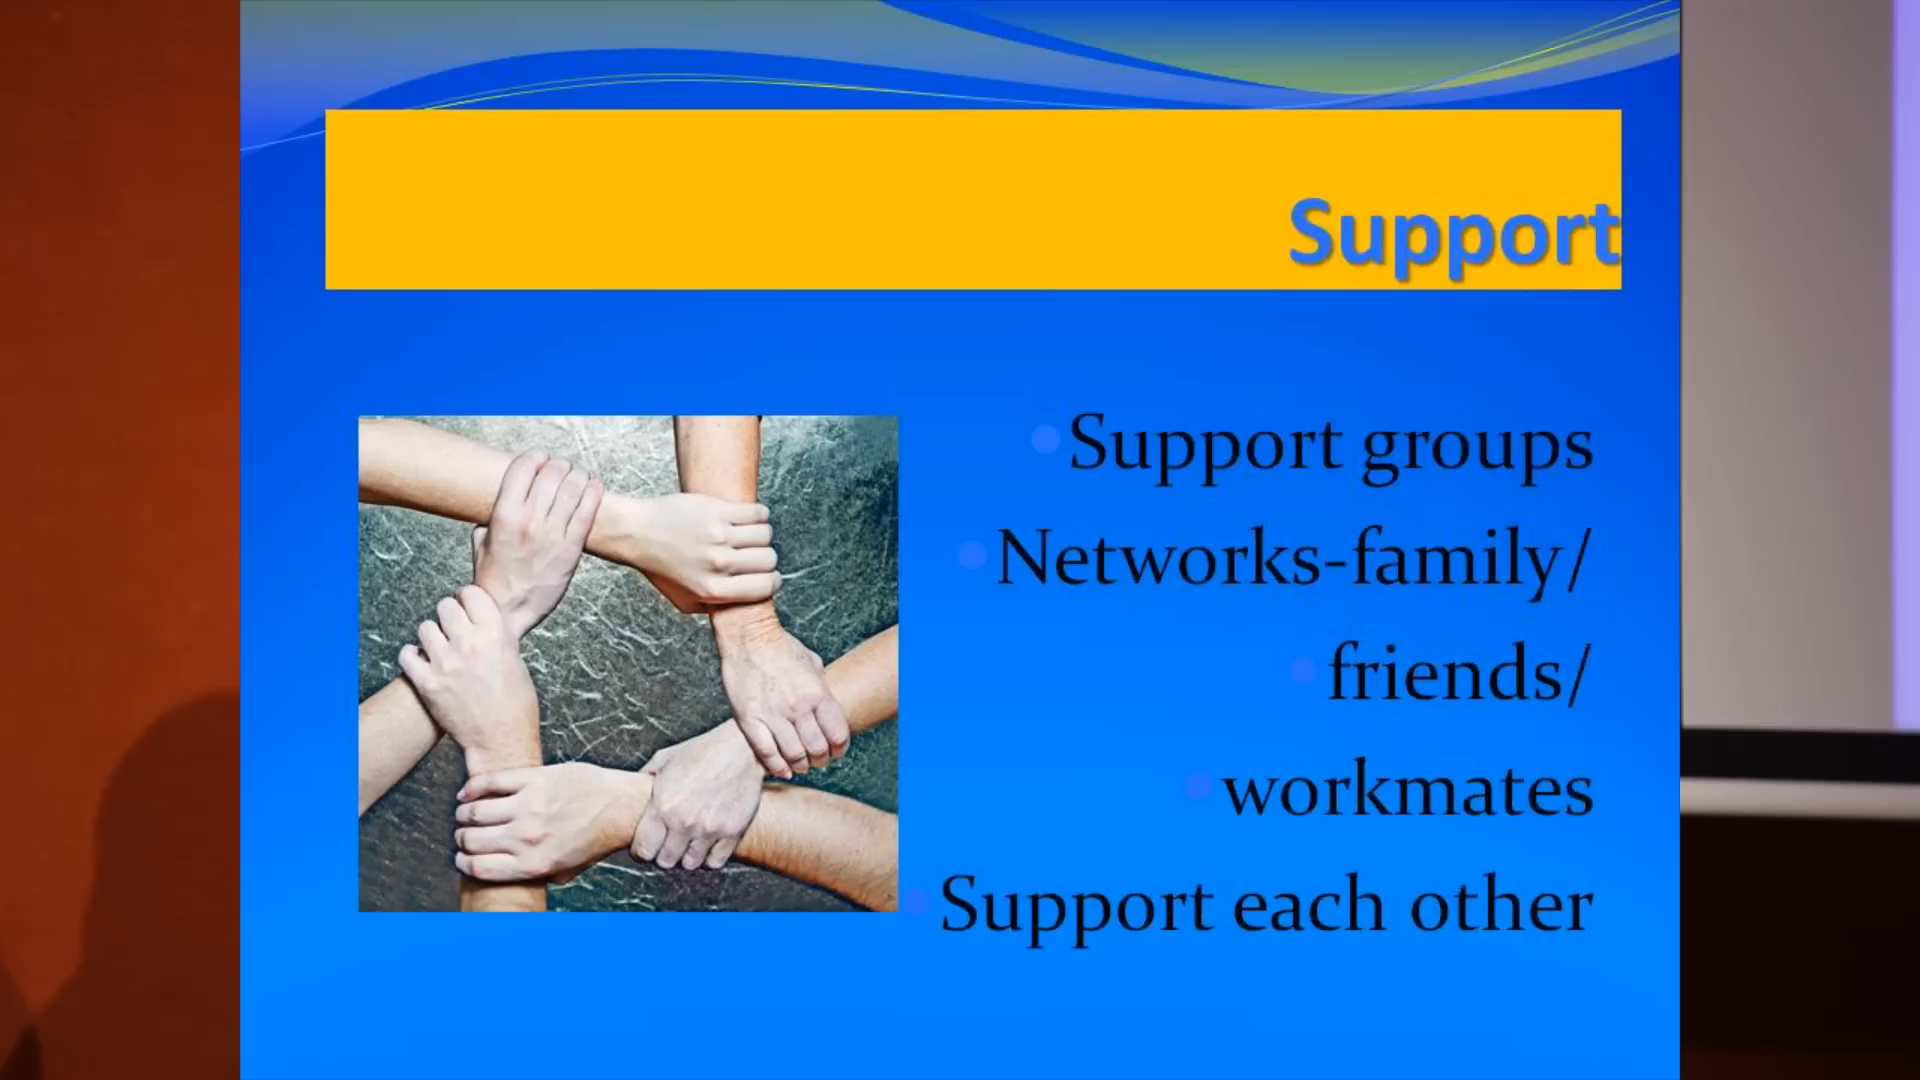 Support
Support groups
Networks-family/
friends/
workmates
Support each other